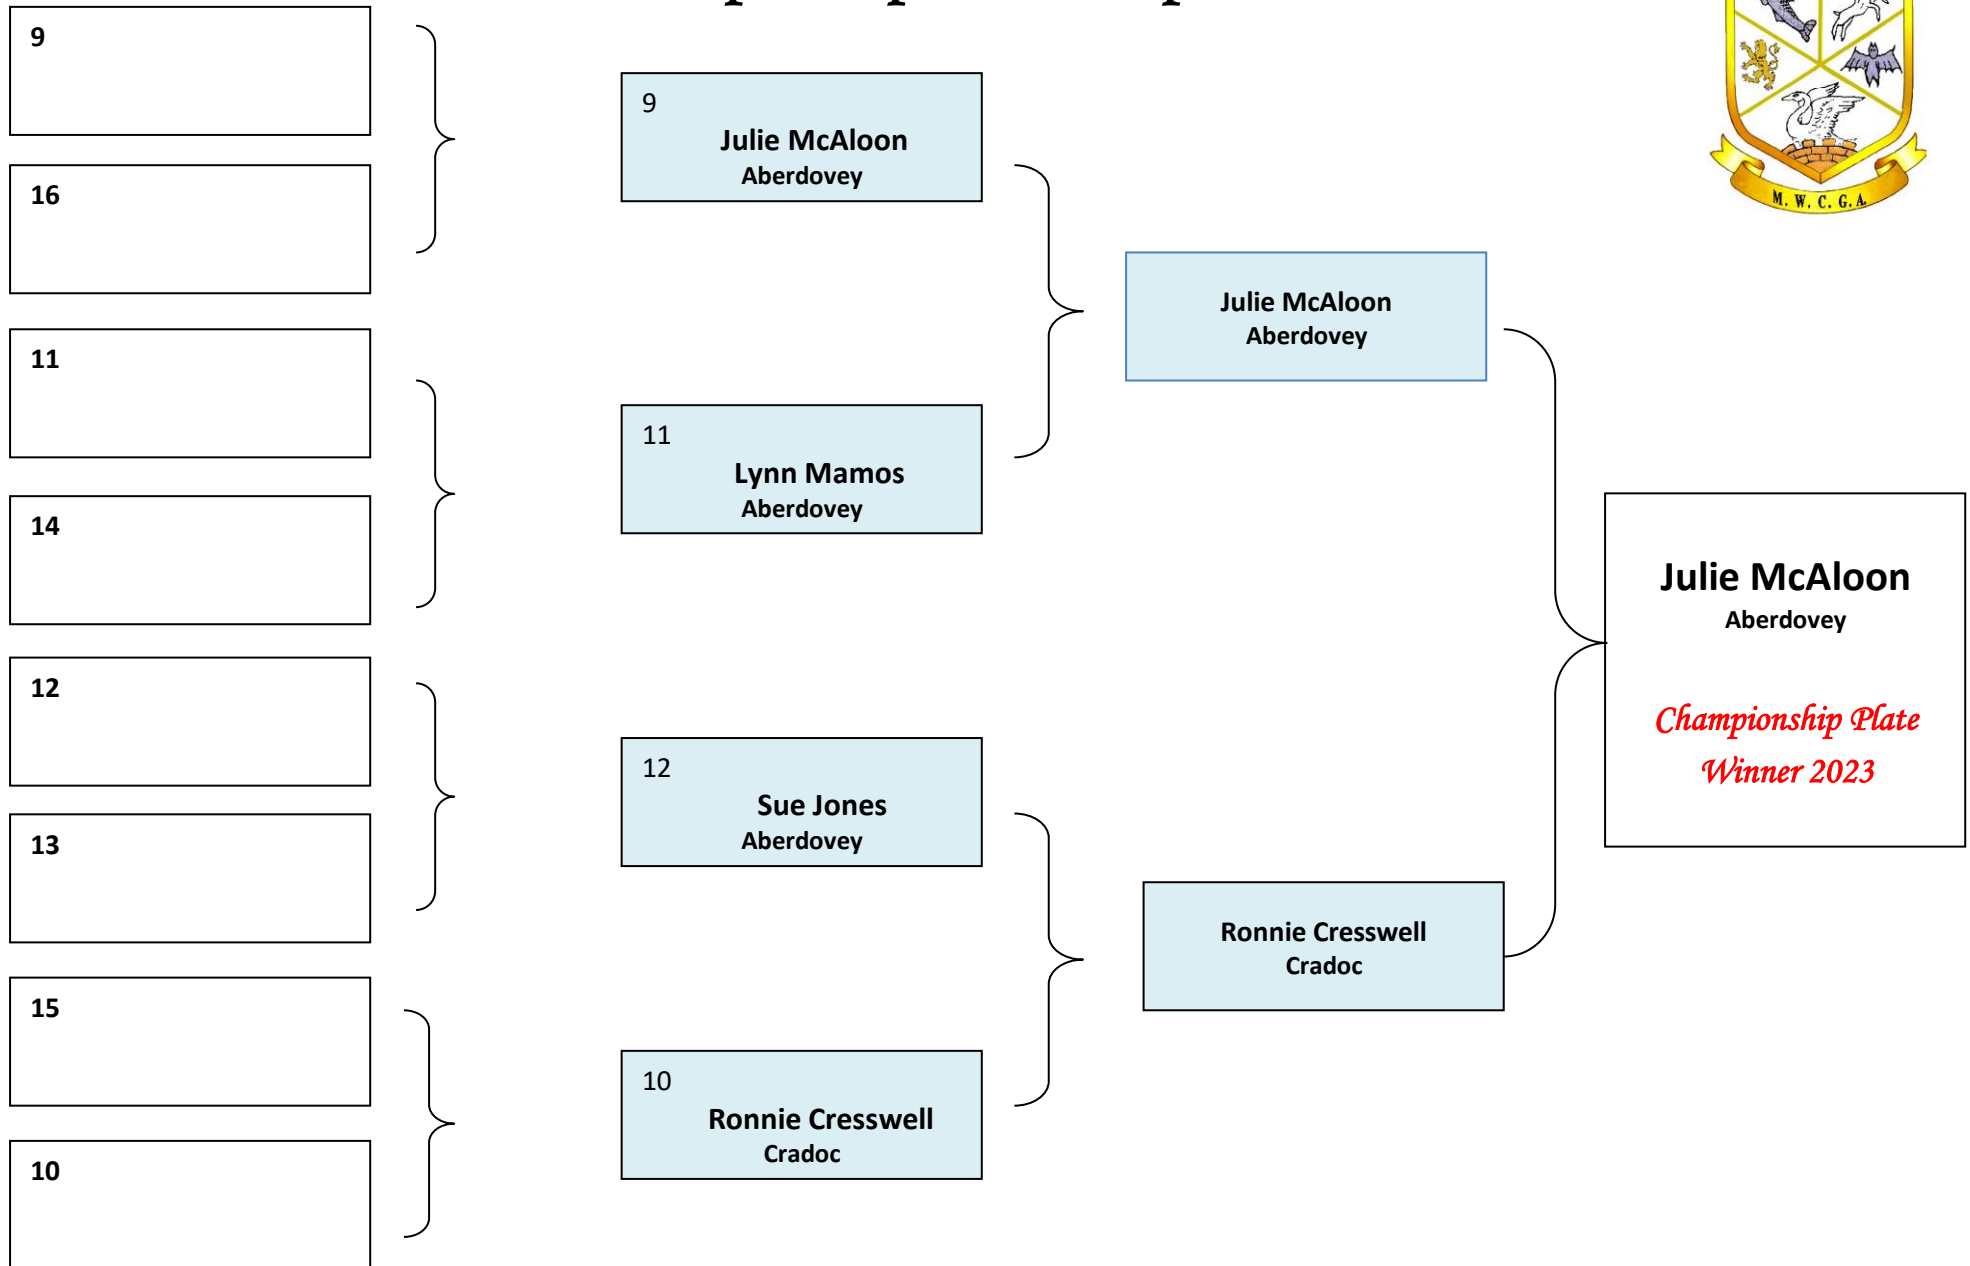 9
16
11
14
12
13
15
10
9
Julie McAloon
Aberdovey
11
Lynn Mamos
Aberdovey
12
Sue Jones
Aberdovey
10
Ronnie Cresswell
Cradoc
Julie McAloon
Aberdovey
Ronnie Cresswell
Cradoc
Julie McAloon
Aberdovey
Championship Plate
Winner 2023
M. W. C. G. A.